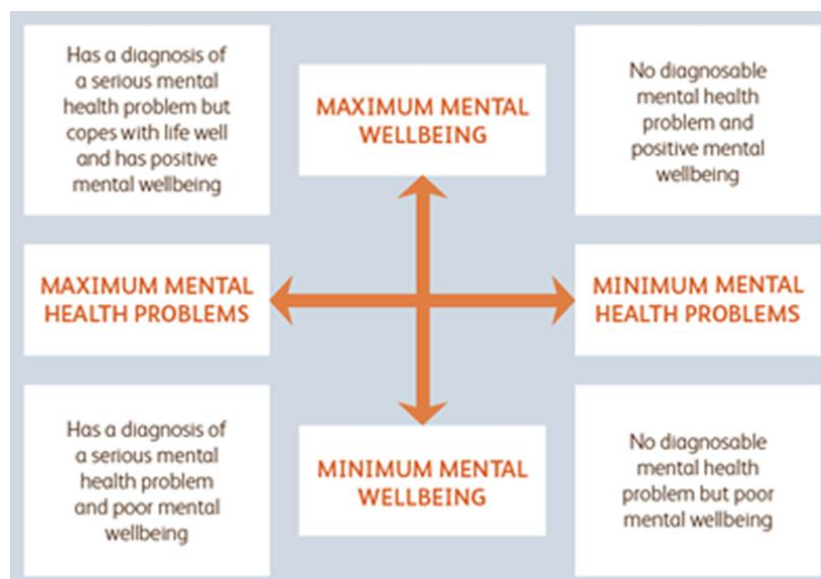 Has a diagnosis of
a serious mental
health problem but
copes with life well
and has positive
mental wellbeing
MAXIMUM MENTAL
WELLBEING
No diagnosable
mental health
problem and
positive mental
wellbeing
MAXIMUM MENTAL
HEALTH PROBLEMS
MINIMUM MENTAL
HEALTH PROBLEMS
Has a diagnosis of
a serious mental
health problem
and poor mental
wellbeing
MINIMUM MENTAL
WELLBEING
No diagnosable
mental health
problem but poor
mental wellbeing